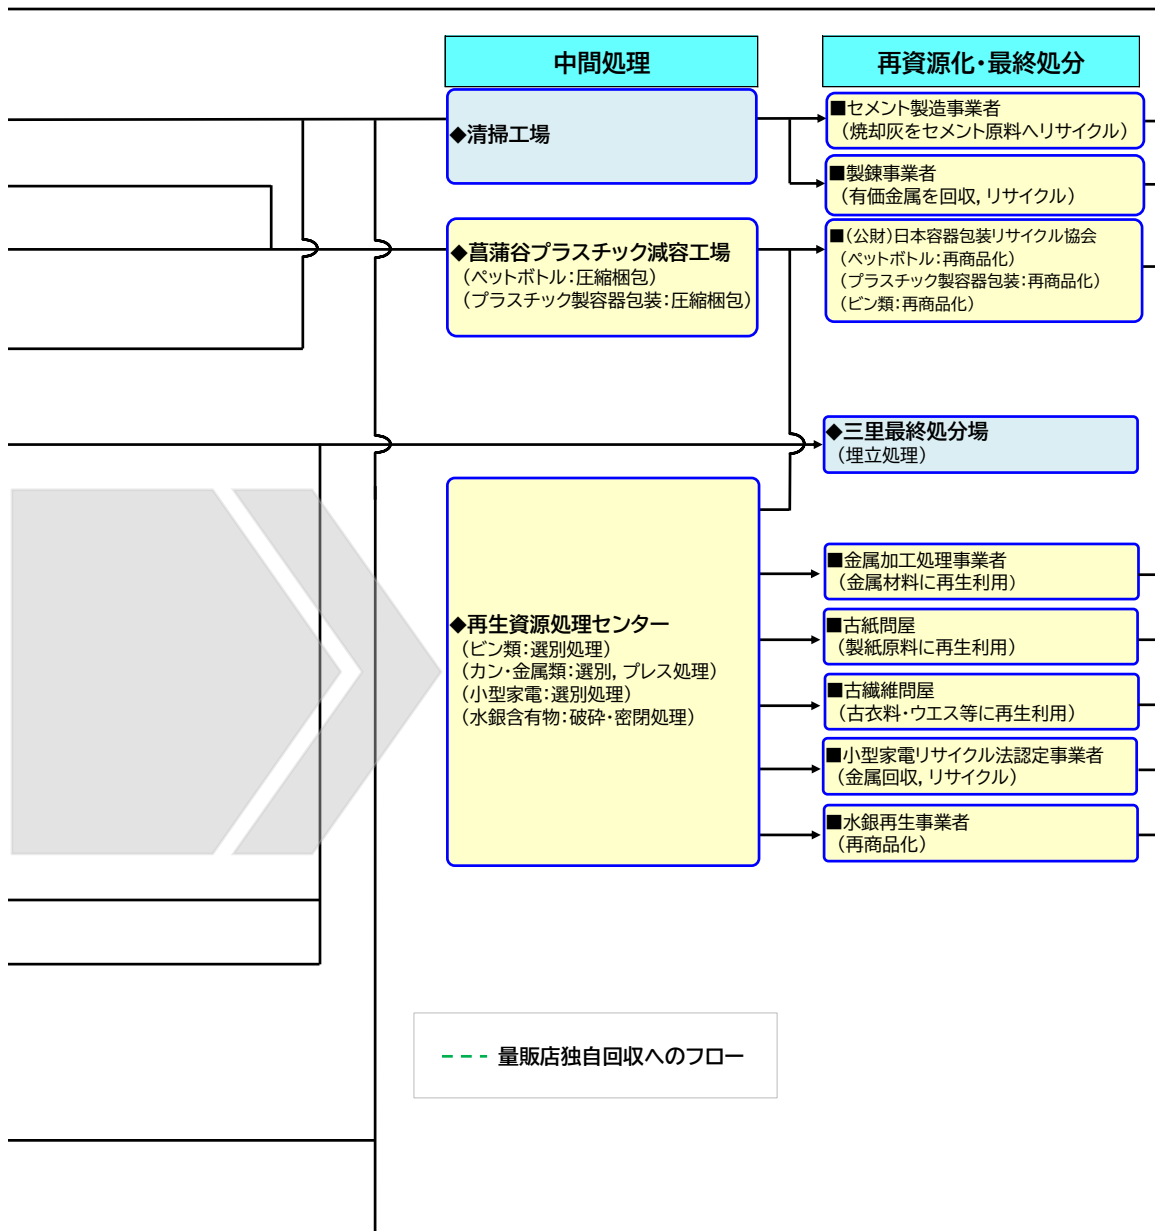 中間処理
再資源化・最終処分
◆清掃工場
■セメント製造事業者
（焼却灰をセメント原料へリサイクル）
■製錬事業者
（有価金属を回収，リサイクル）
◆菖蒲谷プラスチック減容工場
（ペットボトル：圧縮梱包）
（プラスチック製容器包装：圧縮梱包）
■（公財）日本容器包装リサイクル協会
（ペットボトル：再商品化）
（プラスチック製容器包装：再商品化）
（ビン類：再商品化）
◆三里最終処分場
（埋立処理）
◆再生資源処理センター
（ビン類：選別処理）
（カン・金属類：選別，プレス処理）
（小型家電：選別処理）
（水銀含有物：破砕・密閉処理）
■金属加工処理事業者
（金属材料に再生利用）
■古紙問屋
（製紙原料に再生利用）
■古繊維問屋
（古衣料・ウエス等に再生利用）
■小型家電リサイクル法認定事業者
（金属回収，リサイクル）
■水銀再生事業者
（再商品化）
量販店独自回収へのフロー